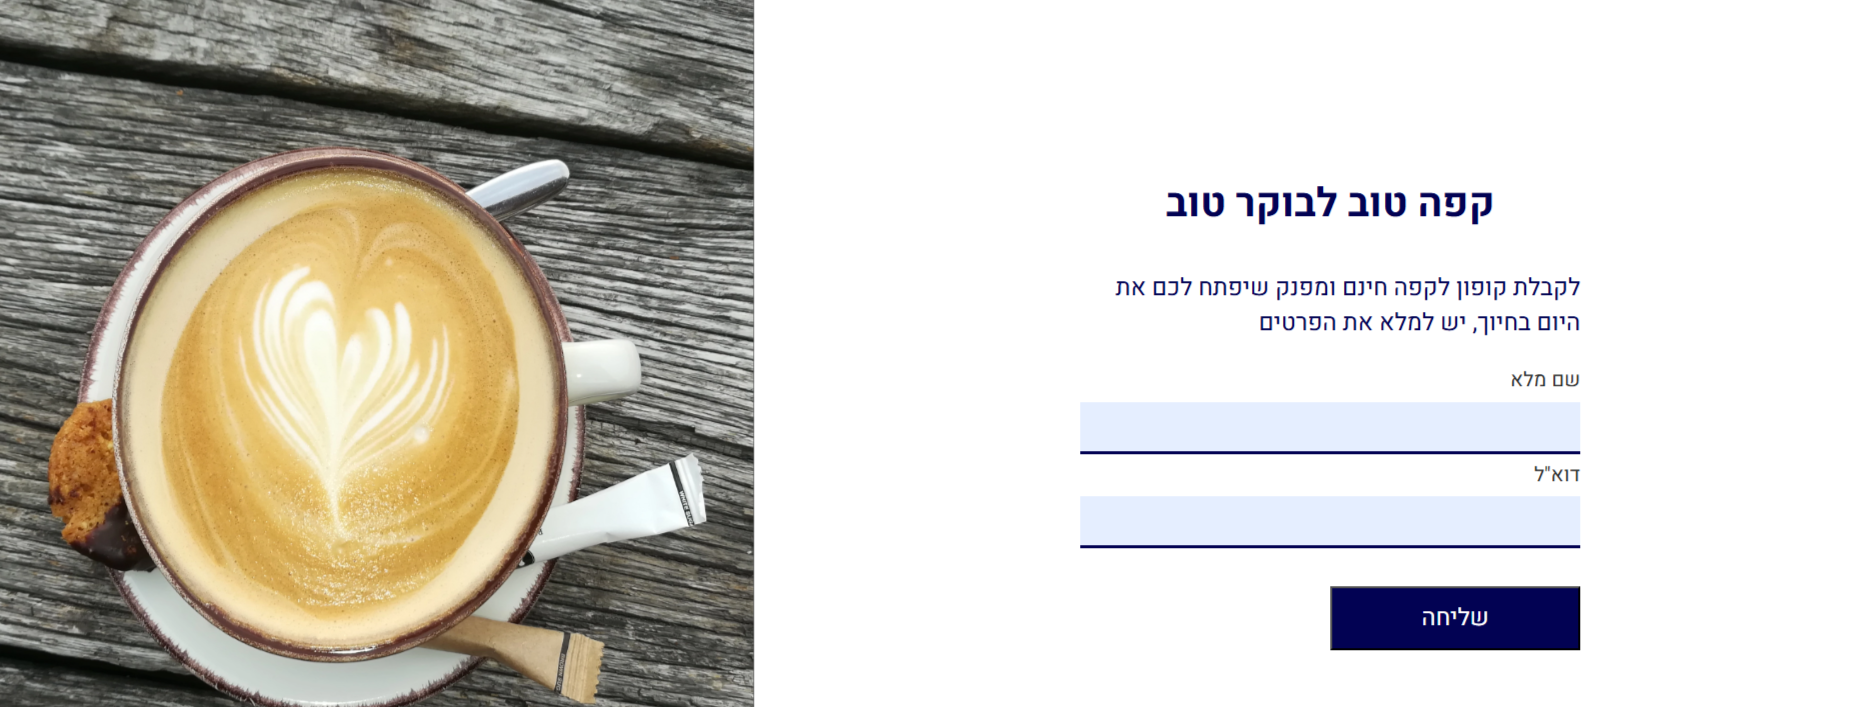 קפה טוב לבוקר טוב
לקבלת קופון לקפה חינם ומפנק שיפתח לכם את
היום בחיוך, יש למלא את הפרטים
שם מלא
דוא"ל
שליחה